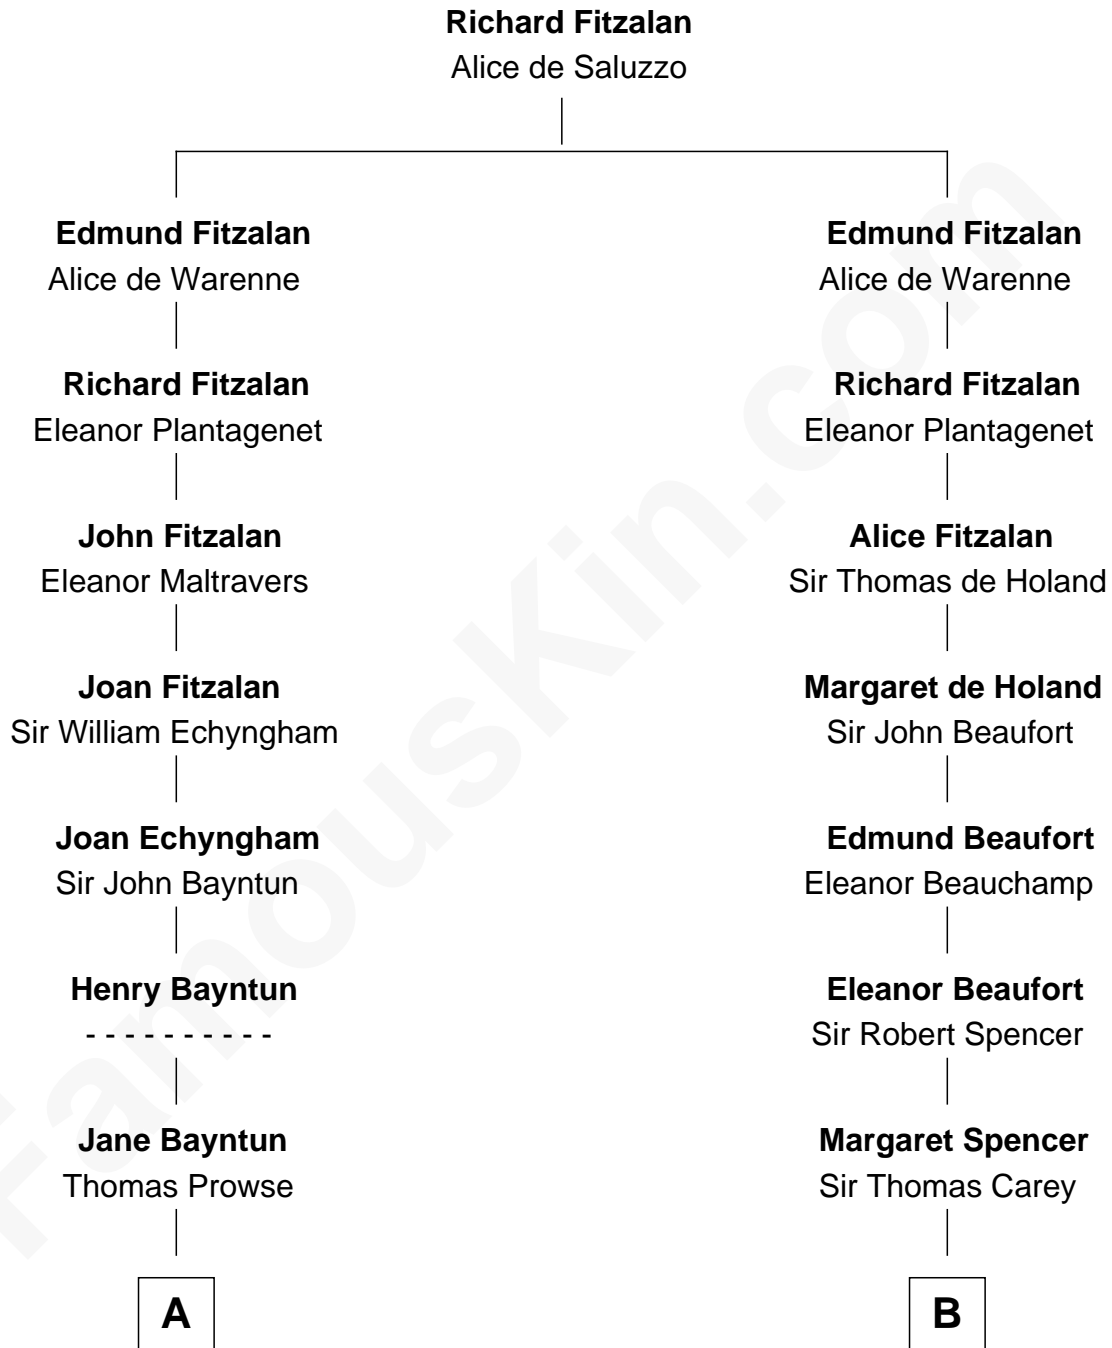 Richard Fitzalan
Alice de Saluzzo
Edmund Fitzalan
Alice de Warenne
Richard Fitzalan
Eleanor Plantagenet
John Fitzalan
Eleanor Maltravers
Joan Fitzalan
Sir William Echyngham
Joan Echyngham
Sir John Bayntun
Henry Bayntun
- - - - - - - - - -
Jane Bayntun
Thomas Prowse
A
Edmund Fitzalan
Alice de Warenne
Richard Fitzalan
Eleanor Plantagenet
Alice Fitzalan
Sir Thomas de Holand
Margaret de Holand
Sir John Beaufort
Edmund Beaufort
Eleanor Beauchamp
Eleanor Beaufort
Sir Robert Spencer
Margaret Spencer
Sir Thomas Carey
B
FamousKin.com